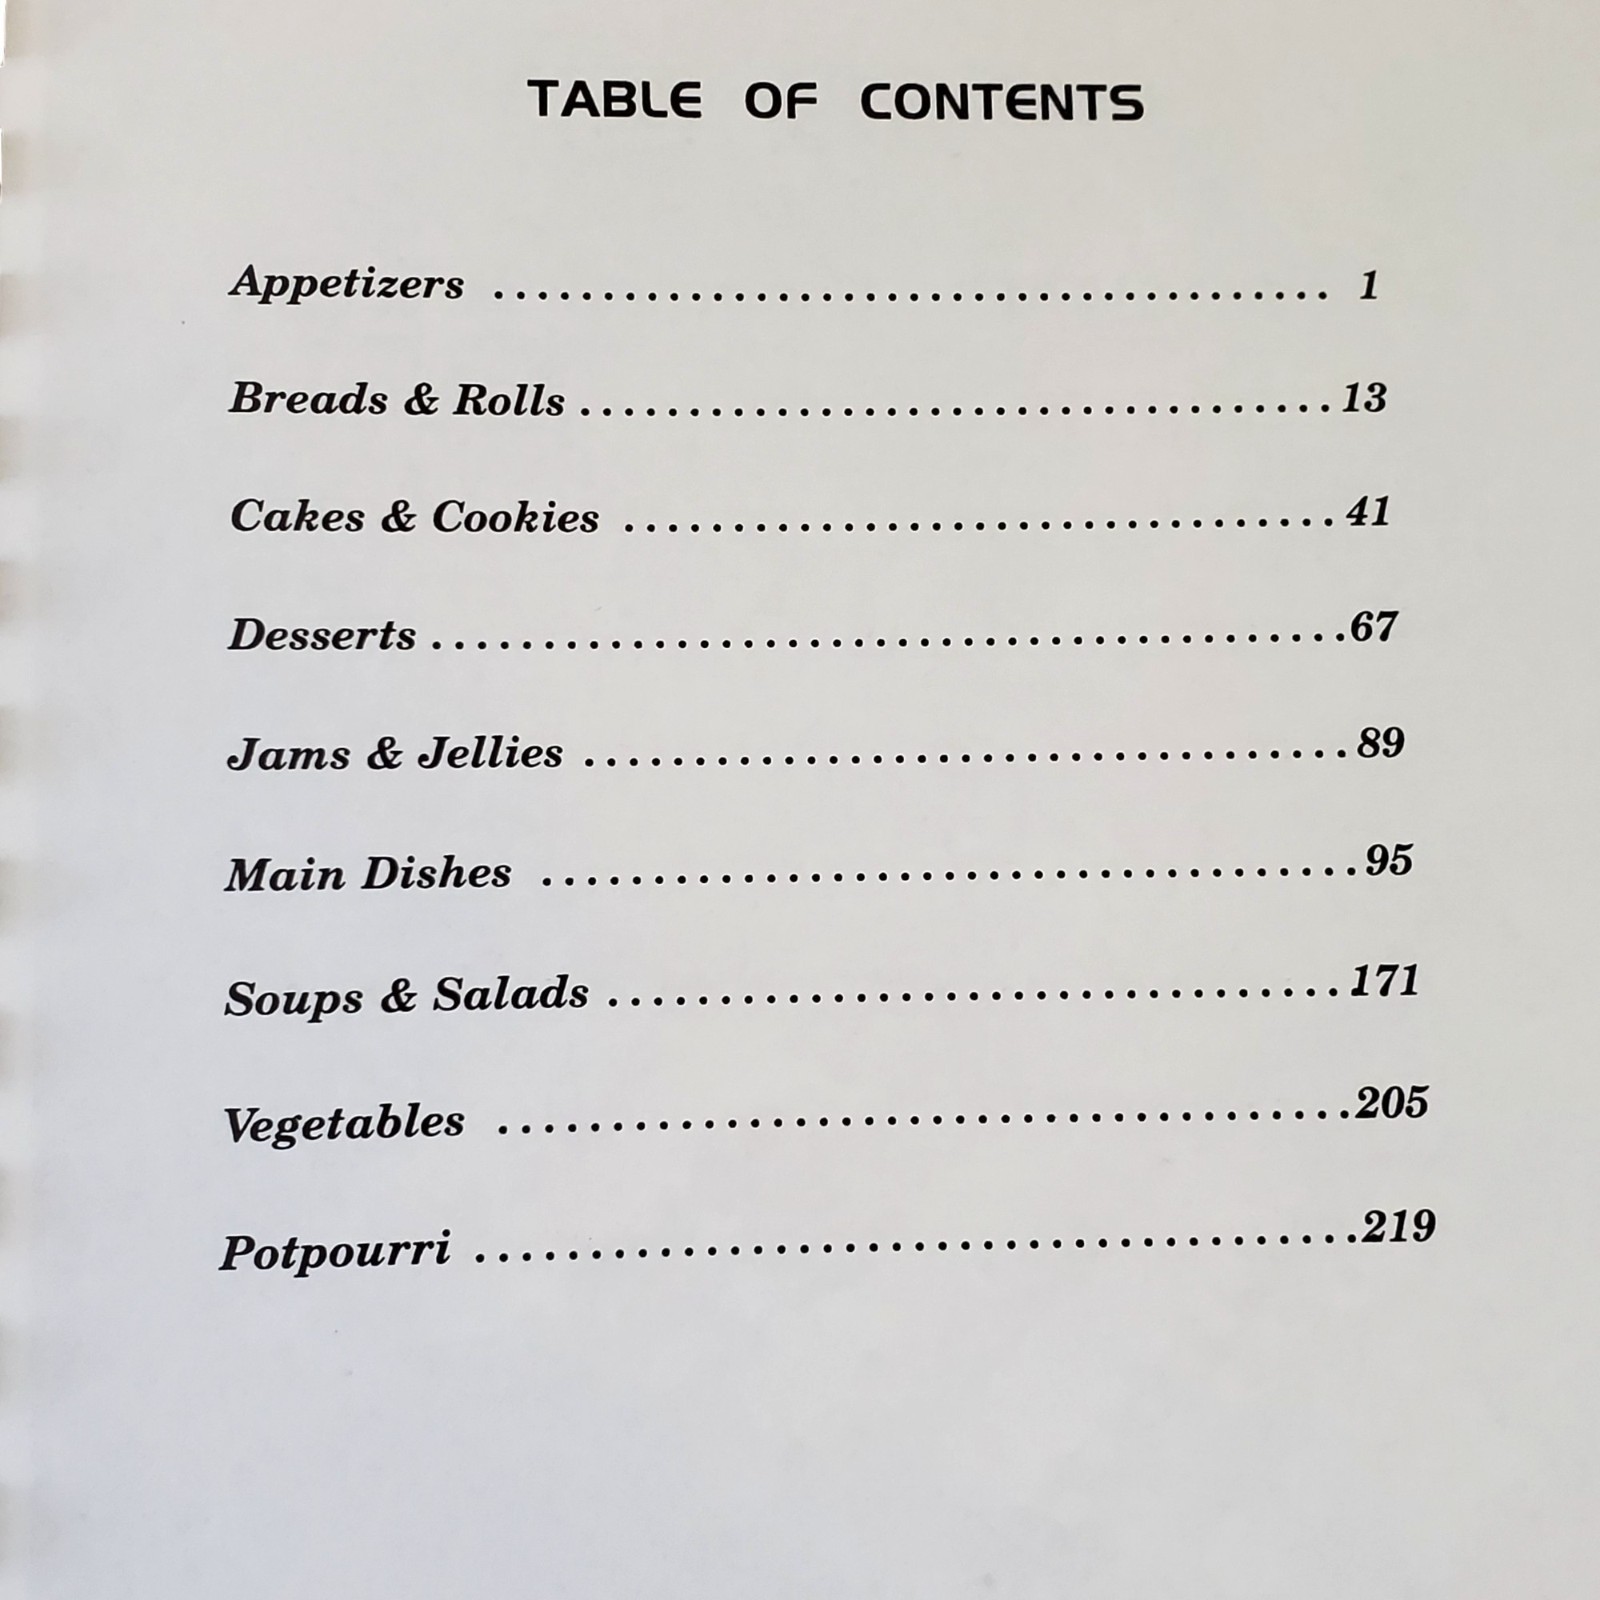 TABLE OF CONTENTS
Appetizers ...................................... 1
Breads & Rolls ..................................13
Cakes & Cookies .................................41
Desserts .........................................67
Jams & Jellies ..................................89
Main Dishes .....................................95
Soups & Salads .................................171
Vegetables ......................................205
Potpourri .......................................219